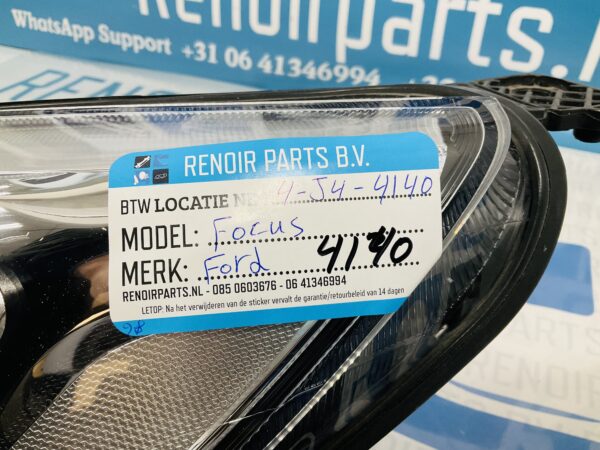 Renoirparts.
WhatsApp Support +31 06 41346994
RENOIR PARTS B.V.
BTW LOCATIE NR 4-J4-4140
MODEL: Focus
MERK: Ford 4140
RENOIRPARTS.NL - 085 0603676 - 06 41346994
LETOP: Na het verwijderen van de sticker vervalt de garantie/retourbeleid van 14 dagen
R PARTS
RENOIR